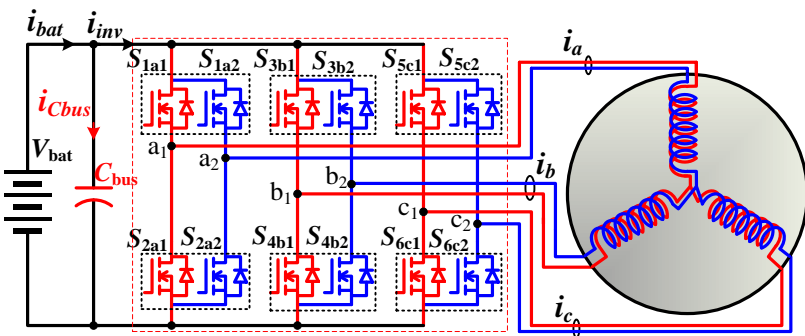 i_bat i_inv
S_1a1 S_1a2 S_3b1 S_3b2 S_5c1 S_5c2
i_a
i_Cbus
V_bat
C_bus
a_1 a_2
b_1 b_2
c_1 c_2
i_b
S_2a1 S_2a2 S_4b1 S_4b2 S_6c1 S_6c2
i_c